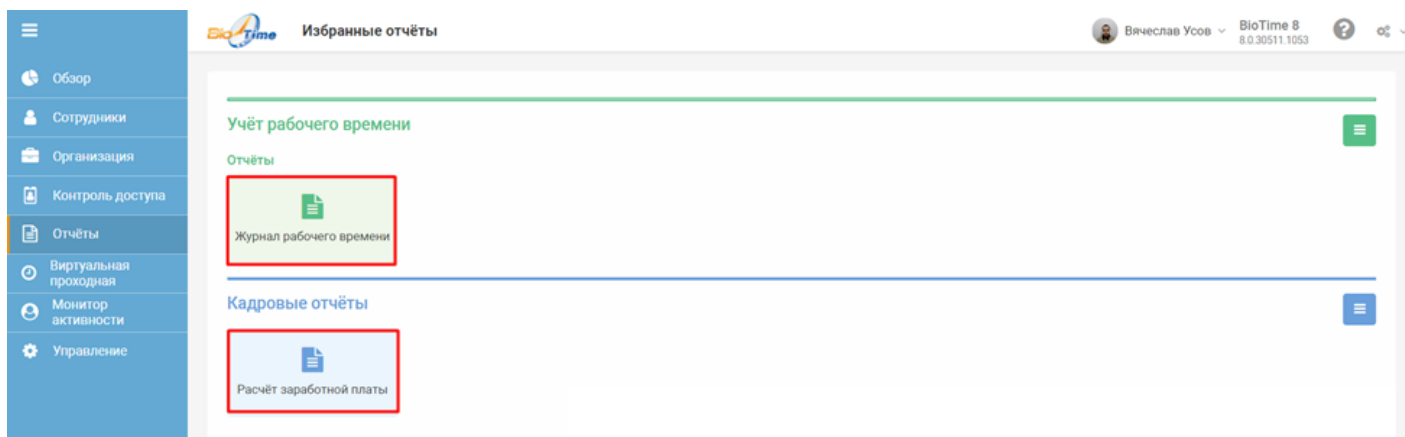 BioTime
Избранные отчёты
Вячеслав Усов
BioTime 8
8.0.30511.1053
Обзор
Сотрудники
Организация
Контроль доступа
Отчёты
Виртуальная
проходная
Монитор
активности
Управление
Учёт рабочего времени
Отчёты
Журнал рабочего времени
Кадровые отчёты
Расчёт заработной платы